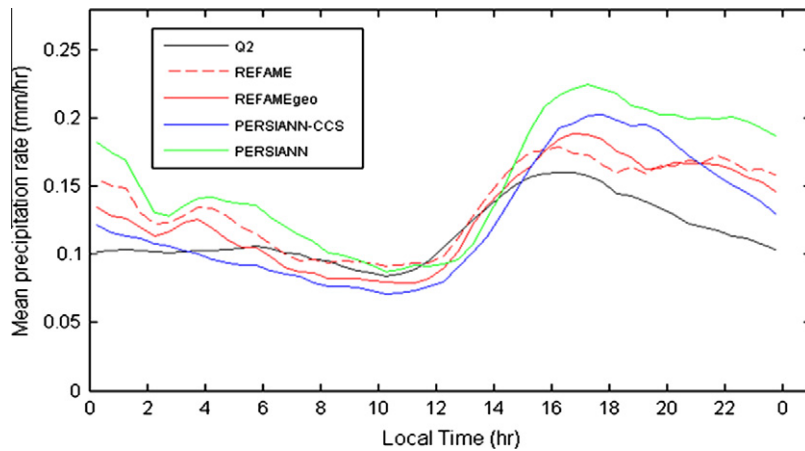 Mean precipitation rate (mm/hr)
0.25
0.2
0.15
0.1
0.05
0
Q2
REFAME
REFAMEgeo
PERSIANN-CCS
PERSIANN
0 2 4 6 8 10 12 14 16 18 20 22 0
Local Time (hr)